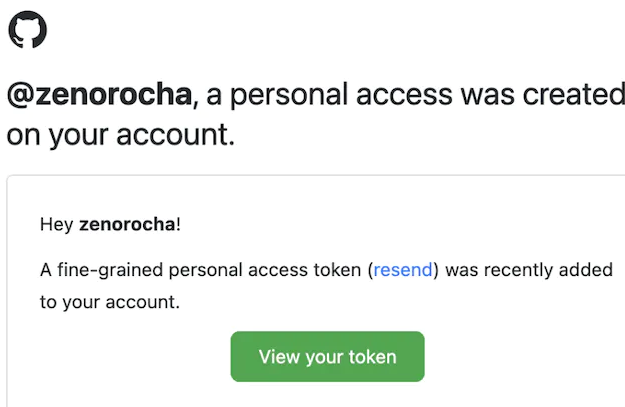 @zenorocha, a personal access was created
on your account.
Hey zenorocha!
A fine-grained personal access token (resend) was recently added
to your account.
View your token